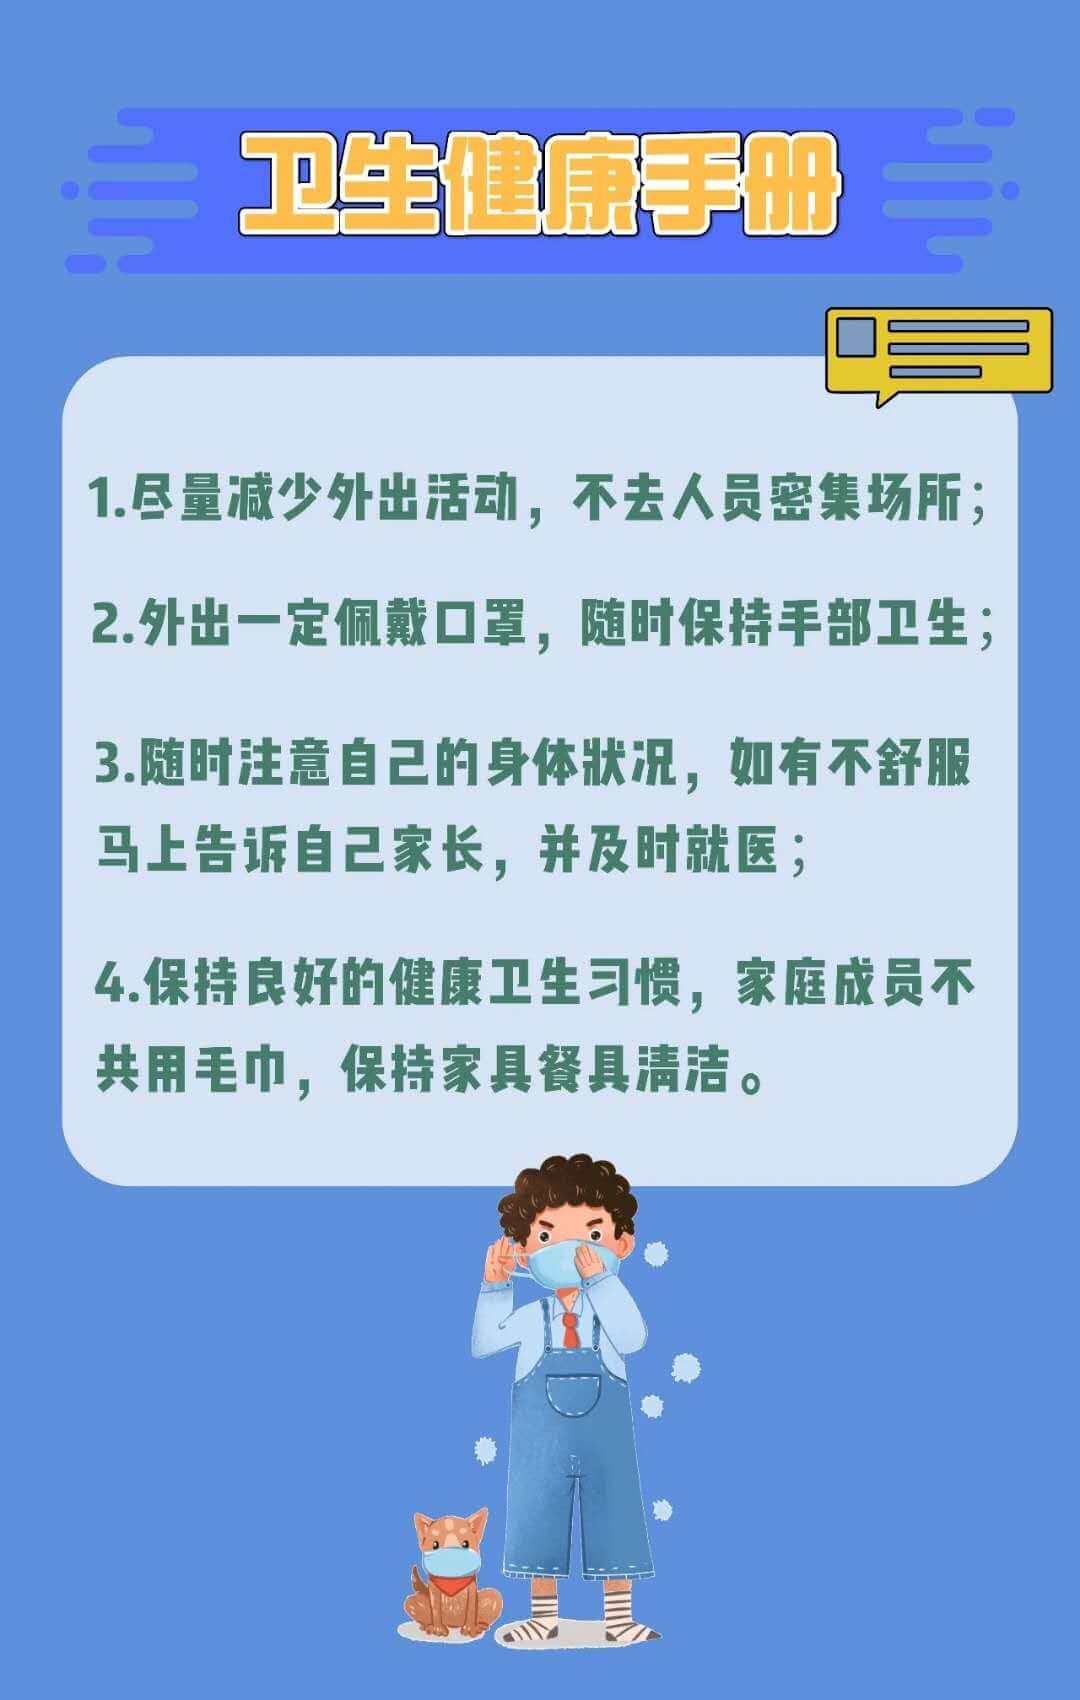 卫生健康手册
1.尽量减少外出活动，不去人员密集场所；
2.外出一定佩戴口罩，随时保持手部卫生；
3.随时注意自己的身体状况，如有不舒服
马上告诉自己家长，并及时就医；
4.保持良好的健康卫生习惯，家庭成员不
共用毛巾，保持家具餐具清洁。